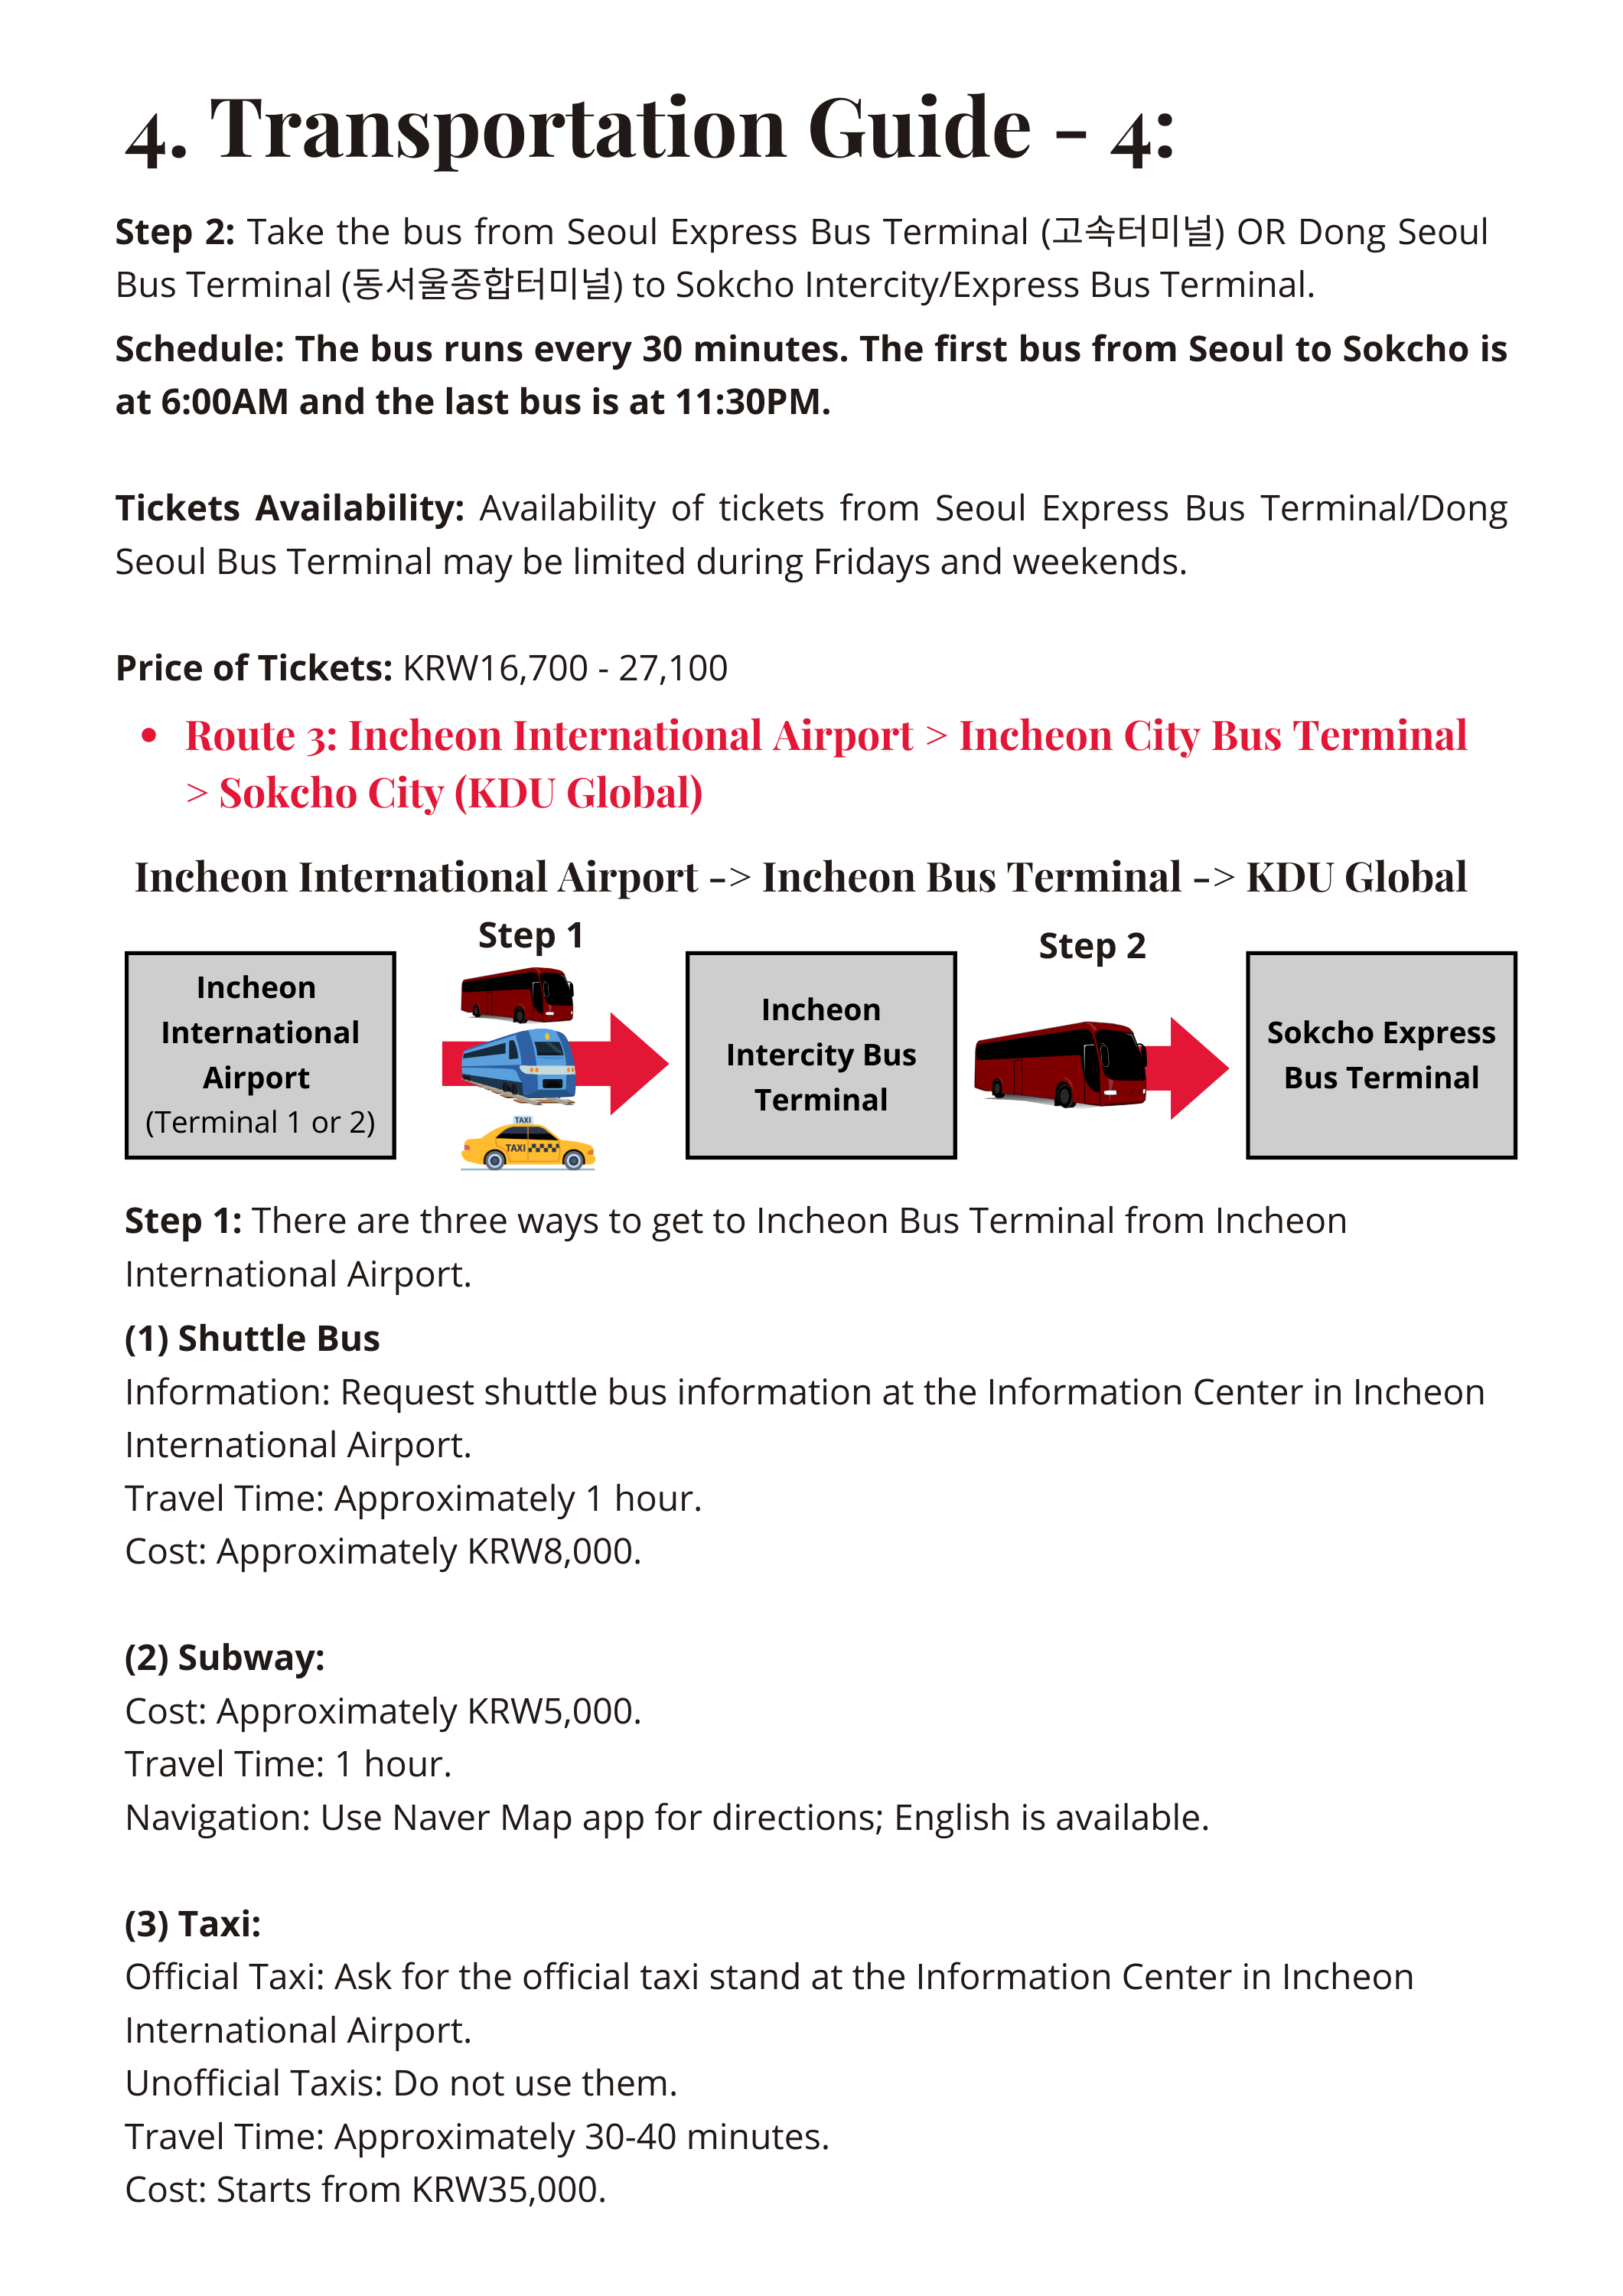 4. Transportation Guide - 4:
Step 2: Take the bus from Seoul Express Bus Terminal (고속터미널) OR Dong Seoul
Bus Terminal (동서울종합터미널) to Sokcho Intercity/Express Bus Terminal.
Schedule: The bus runs every 30 minutes. The first bus from Seoul to Sokcho is
at 6:00AM and the last bus is at 11:30PM.
Tickets Availability: Availability of tickets from Seoul Express Bus Terminal/Dong
Seoul Bus Terminal may be limited during Fridays and weekends.
Price of Tickets: KRW16,700 - 27,100
• Route 3: Incheon International Airport > Incheon City Bus Terminal
> Sokcho City (KDU Global)
Incheon International Airport -> Incheon Bus Terminal -> KDU Global
Incheon
International
Airport
(Terminal 1 or 2)
Step 1
TAXI
TAXI
Incheon
Intercity Bus
Terminal
Step 2
Sokcho Express
Bus Terminal
Step 1: There are three ways to get to Incheon Bus Terminal from Incheon
International Airport.
(1) Shuttle Bus
Information: Request shuttle bus information at the Information Center in Incheon
International Airport.
Travel Time: Approximately 1 hour.
Cost: Approximately KRW8,000.
(2) Subway:
Cost: Approximately KRW5,000.
Travel Time: 1 hour.
Navigation: Use Naver Map app for directions; English is available.
(3) Taxi:
Official Taxi: Ask for the official taxi stand at the Information Center in Incheon
International Airport.
Unofficial Taxis: Do not use them.
Travel Time: Approximately 30-40 minutes.
Cost: Starts from KRW35,000.